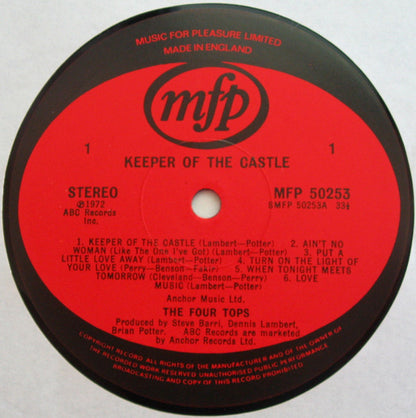 MUSIC FOR PLEASURE LIMITED
MADE IN ENGLAND
mfp
1
1
KEEPER OF THE CASTLE
STEREO
℗1972
ABC Records
Inc.
MFP 50253
SMFP 50253A 33⅓
1. KEEPER OF THE CASTLE (Lambert—Potter) 2. AIN'T NO
WOMAN (Like The One I've Got) (Lambert—Potter) 3. PUT A
LITTLE LOVE AWAY (Lambert—Potter) 4. TURN ON THE LIGHT OF
YOUR LOVE (Perry—Benson—Fakir) 5. WHEN TONIGHT MEETS
TOMORROW (Cleveland—Benson—Perry) 6. LOVE
MUSIC (Lambert—Potter)
Anchor Music Ltd.
THE FOUR TOPS
Produced by Steve Barri, Dennis Lambert,
Brian Potter. ABC Records are marketed
by Anchor Records Ltd.
COPYRIGHT RECORD ALL RIGHTS OF THE MANUFACTURER AND OF THE OWNER OF
THE RECORDED WORK RESERVED UNAUTHORISED PUBLIC PERFORMANCE
BROADCASTING AND COPY OF THIS RECORD PROHIBITED